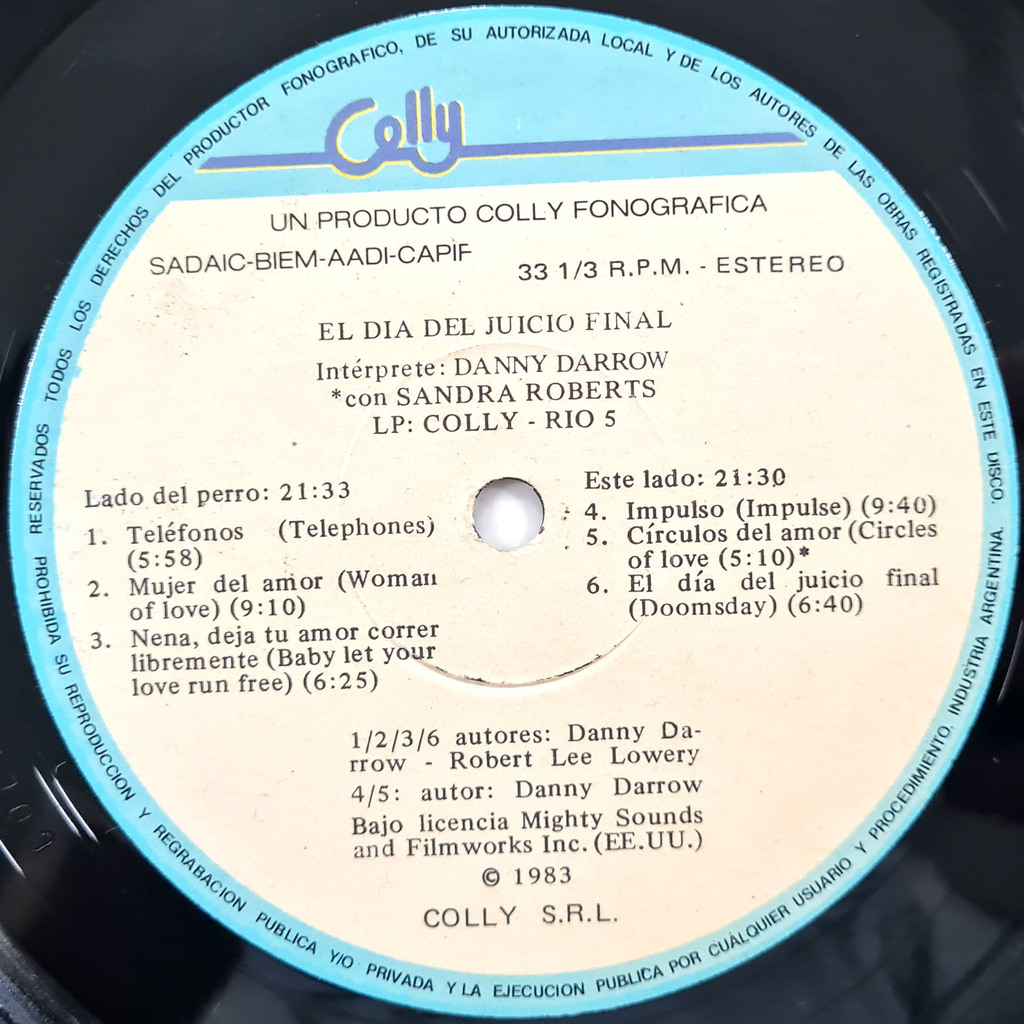 Colly
UN PRODUCTO COLLY FONOGRAFICA
SADAIC-BIEM-AADI-CAPIF
33 1/3 R.P.M. - ESTEREO
EL DIA DEL JUICIO FINAL
Intérprete: DANNY DARROW
*con SANDRA ROBERTS
LP: COLLY - RIO 5
Lado del perro: 21:33
1. Teléfonos (Telephones)
(5:58)
2. Mujer del amor (Woman
of love) (9:10)
3. Nena, deja tu amor correr
libremente (Baby let your
love run free) (6:25)
Este lado: 21:30
4. Impulso (Impulse) (9:40)
5. Círculos del amor (Circles
of love (5:10)*
6. El día del juicio final
(Doomsday) (6:40)
1/2/3/6 autores: Danny Da-
rrow - Robert Lee Lowery
4/5: autor: Danny Darrow
Bajo licencia Mighty Sounds
and Filmworks Inc. (EE.UU.)
© 1983
COLLY S.R.L.
RESERVADOS TODOS LOS DERECHOS DEL PRODUCTOR FONOGRAFICO, DE SU AUTORIZADA LOCAL Y DE LOS AUTORES DE LAS OBRAS REGISTRADAS EN ESTE DISCO. INDUSTRIA ARGENTINA.
PROHIBIDA SU REPRODUCCION Y REGRABACION PUBLICA Y/O PRIVADA Y LA EJECUCION PUBLICA POR CUALQUIER USUARIO Y PROCEDIMIENTO.